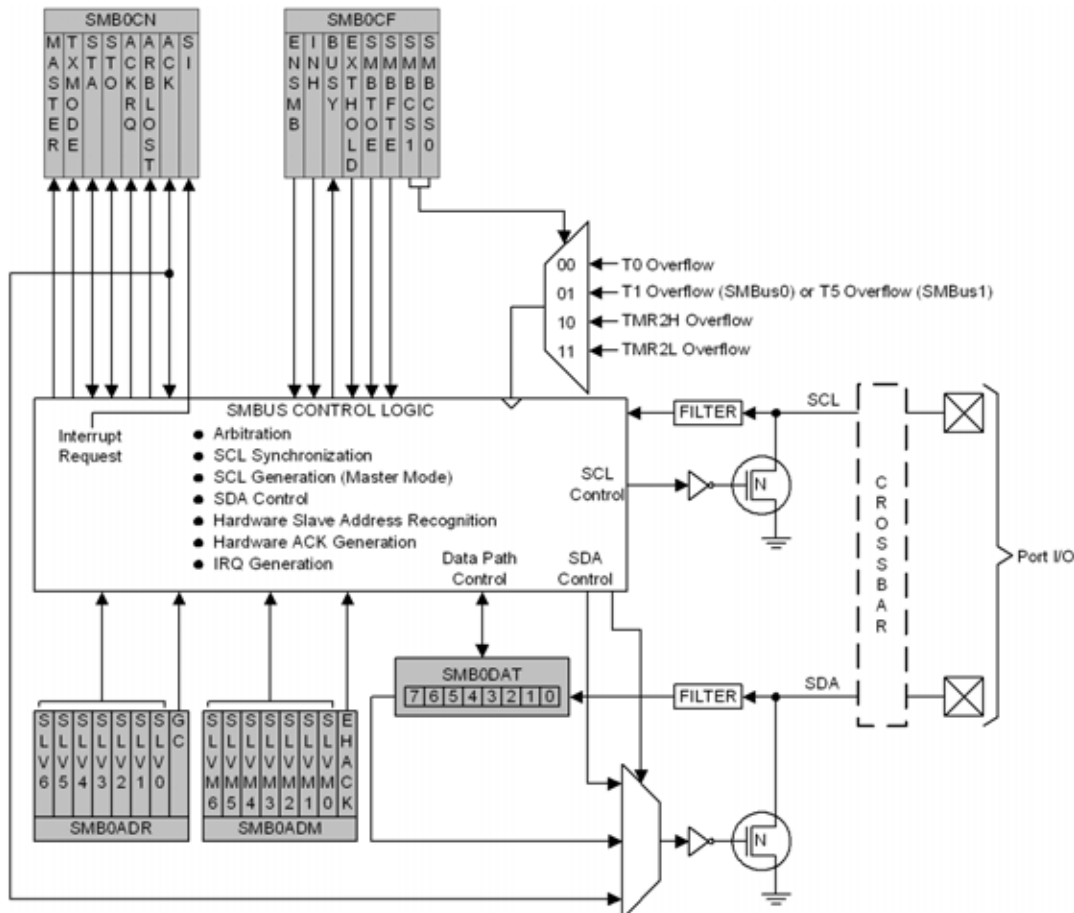 SMB0CN
MASTER
TXMODE
STA
STO
ACKRQ
ARBLOST
ACK
SI
SMB0CF
ENSMB
INH
BUSY
EXTHOLD
SMBTOE
SMBFTE
SMBCS1
SMBCS0
00
T0 Overflow
01
T1 Overflow (SMBus0) or T5 Overflow (SMBus1)
10
TMR2H Overflow
11
TMR2L Overflow
SMBUS CONTROL LOGIC
Interrupt
Request
● Arbitration
● SCL Synchronization
● SCL Generation (Master Mode)
● SDA Control
● Hardware Slave Address Recognition
● Hardware ACK Generation
● IRQ Generation
SCL
Control
Data Path
Control
SDA
Control
FILTER
SCL
N
CROSSBAR
Port I/O
SMB0DAT
7 6 5 4 3 2 1 0
FILTER
SDA
N
SLV6
SLV5
SLV4
SLV3
SLV2
SLV1
SLV0
GC
SMB0ADR
SLVM6
SLVM5
SLVM4
SLVM3
SLVM2
SLVM1
SLVM0
EHACK
SMB0ADM